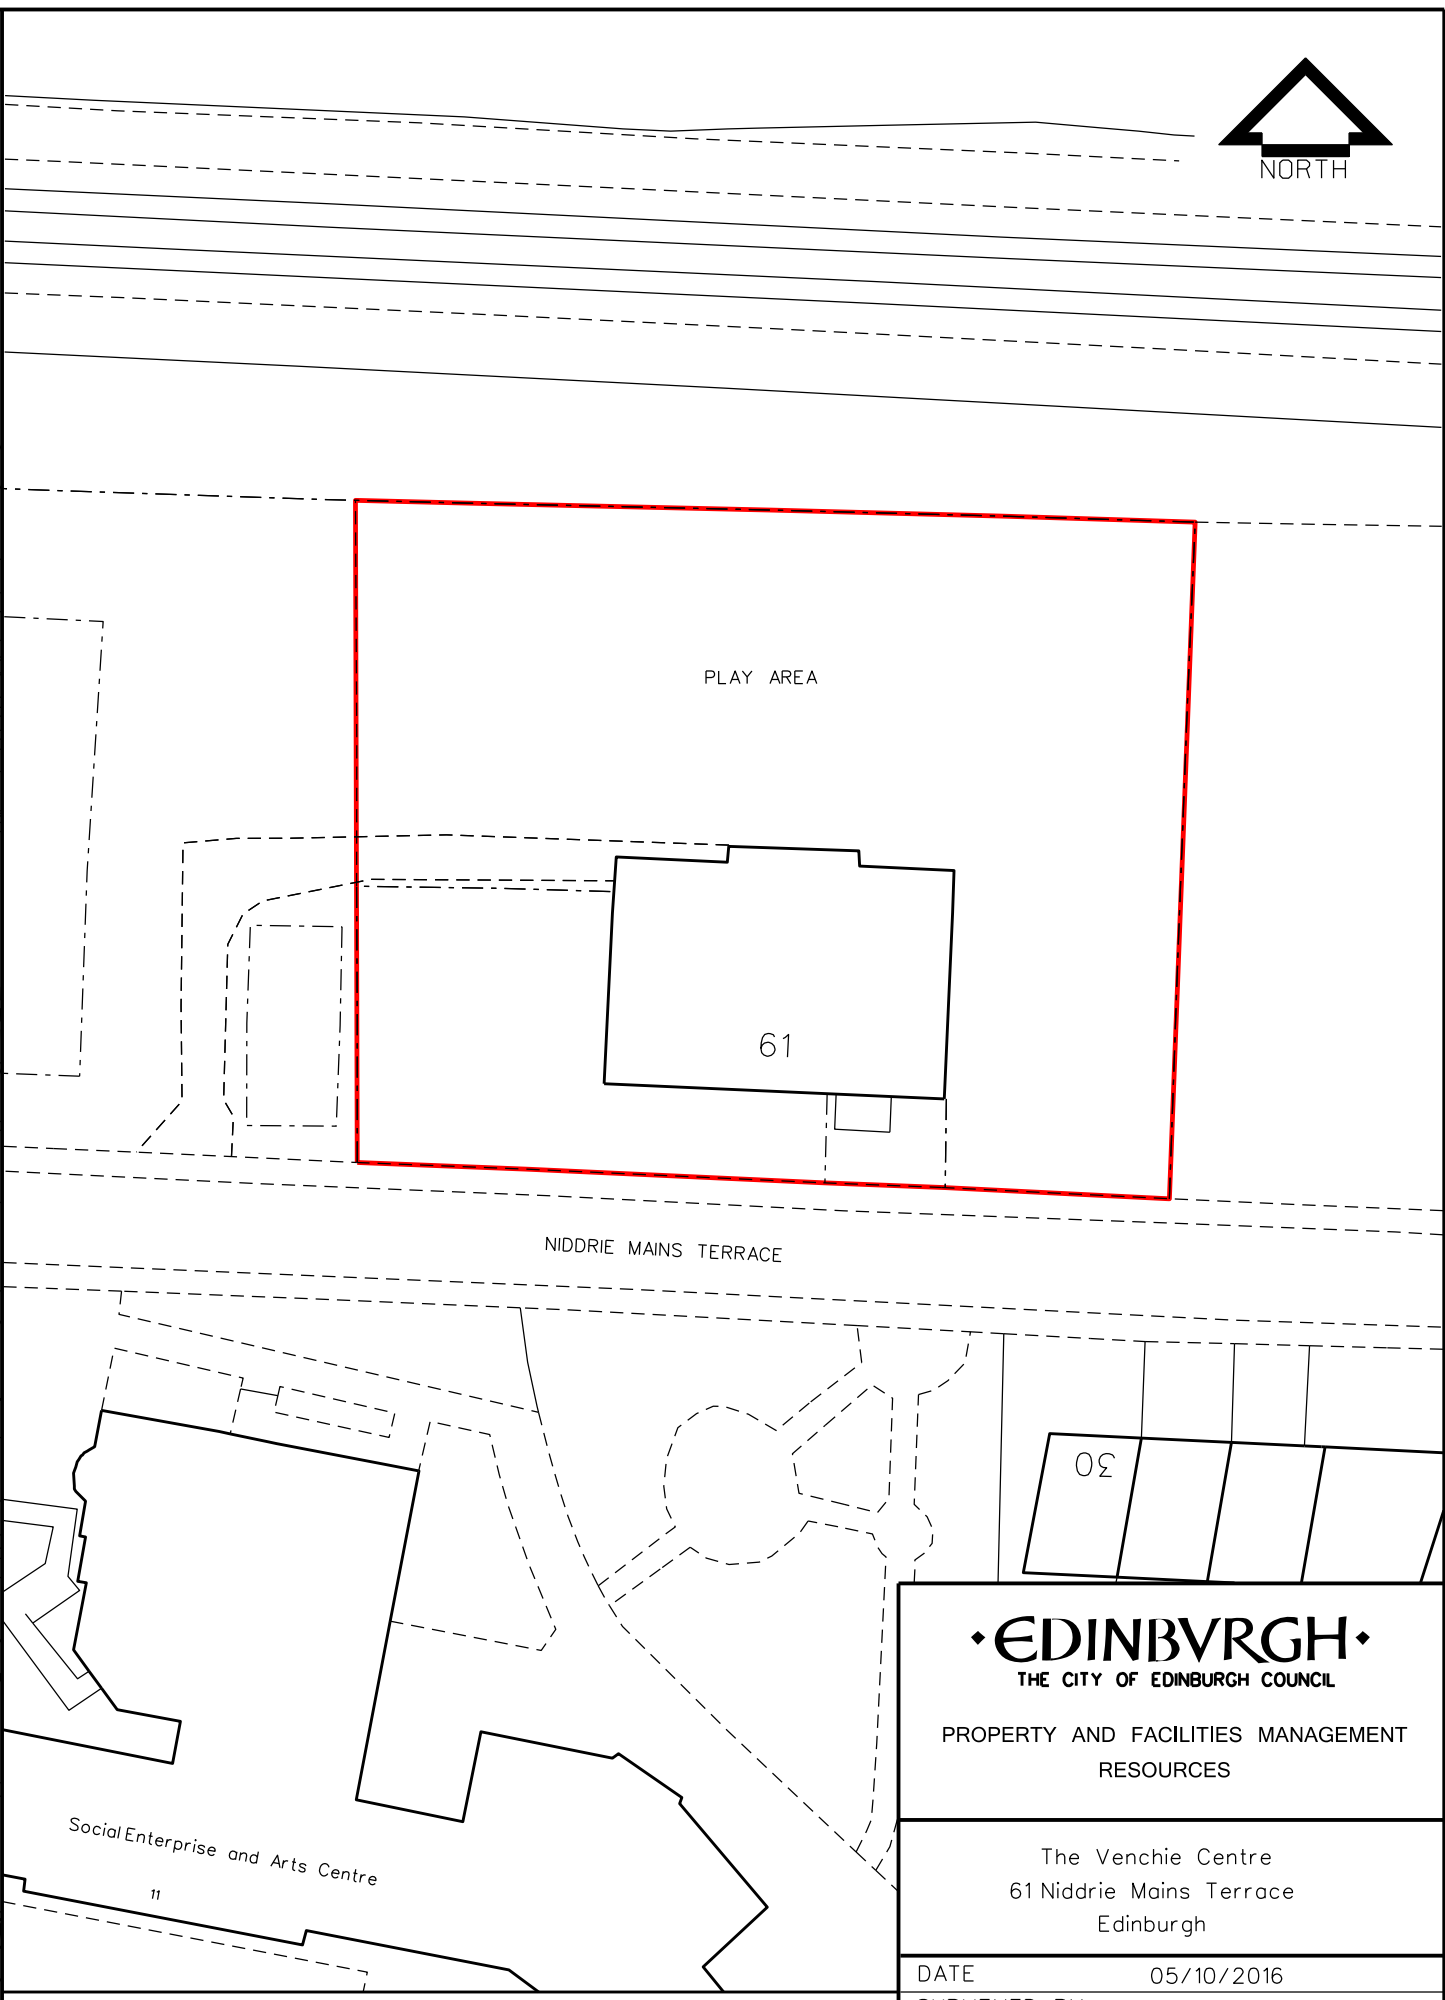 NORTH
PLAY AREA
61
NIDDRIE MAINS TERRACE
30
EDINBVRGH
THE CITY OF EDINBURGH COUNCIL
PROPERTY AND FACILITIES MANAGEMENT
RESOURCES
Social Enterprise and Arts Centre
11
The Venchie Centre
61 Niddrie Mains Terrace
Edinburgh
DATE 05/10/2016